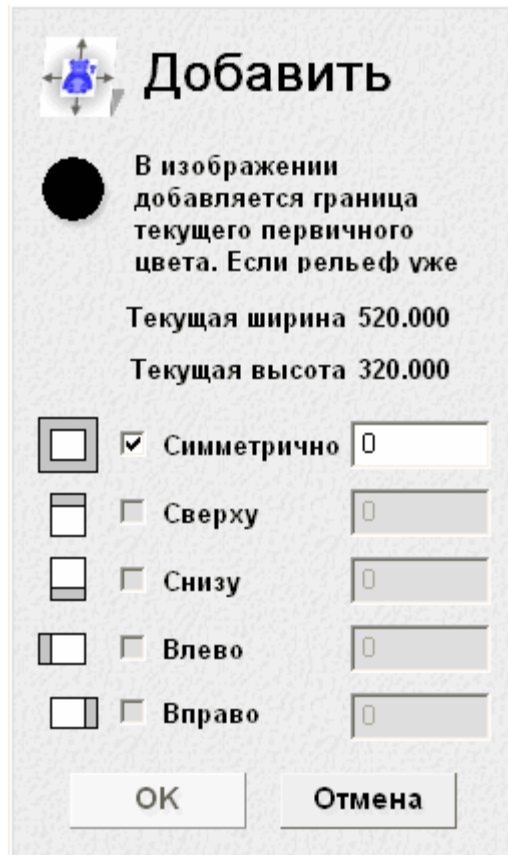 Добавить
В изображении
добавляется граница
текущего первичного
цвета. Если рельеф уже
Текущая ширина 520.000
Текущая высота 320.000
Симметрично 0
Сверху 0
Снизу 0
Влево 0
Вправо 0
OK Отмена